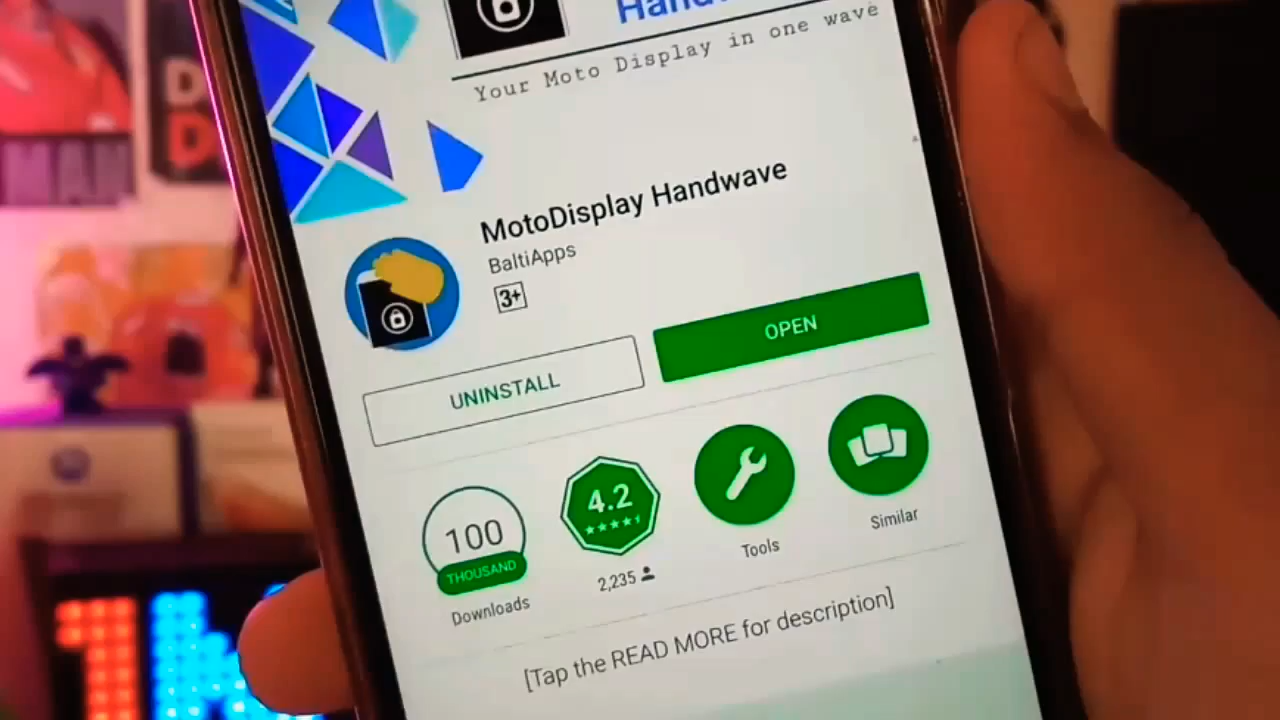 Your Moto Display in one wave
MotoDisplay Handwave
BaltiApps
3+
UNINSTALL
OPEN
100
THOUSAND
Downloads
4.2
2,235
Tools
Similar
[Tap the READ MORE for description]
MAN